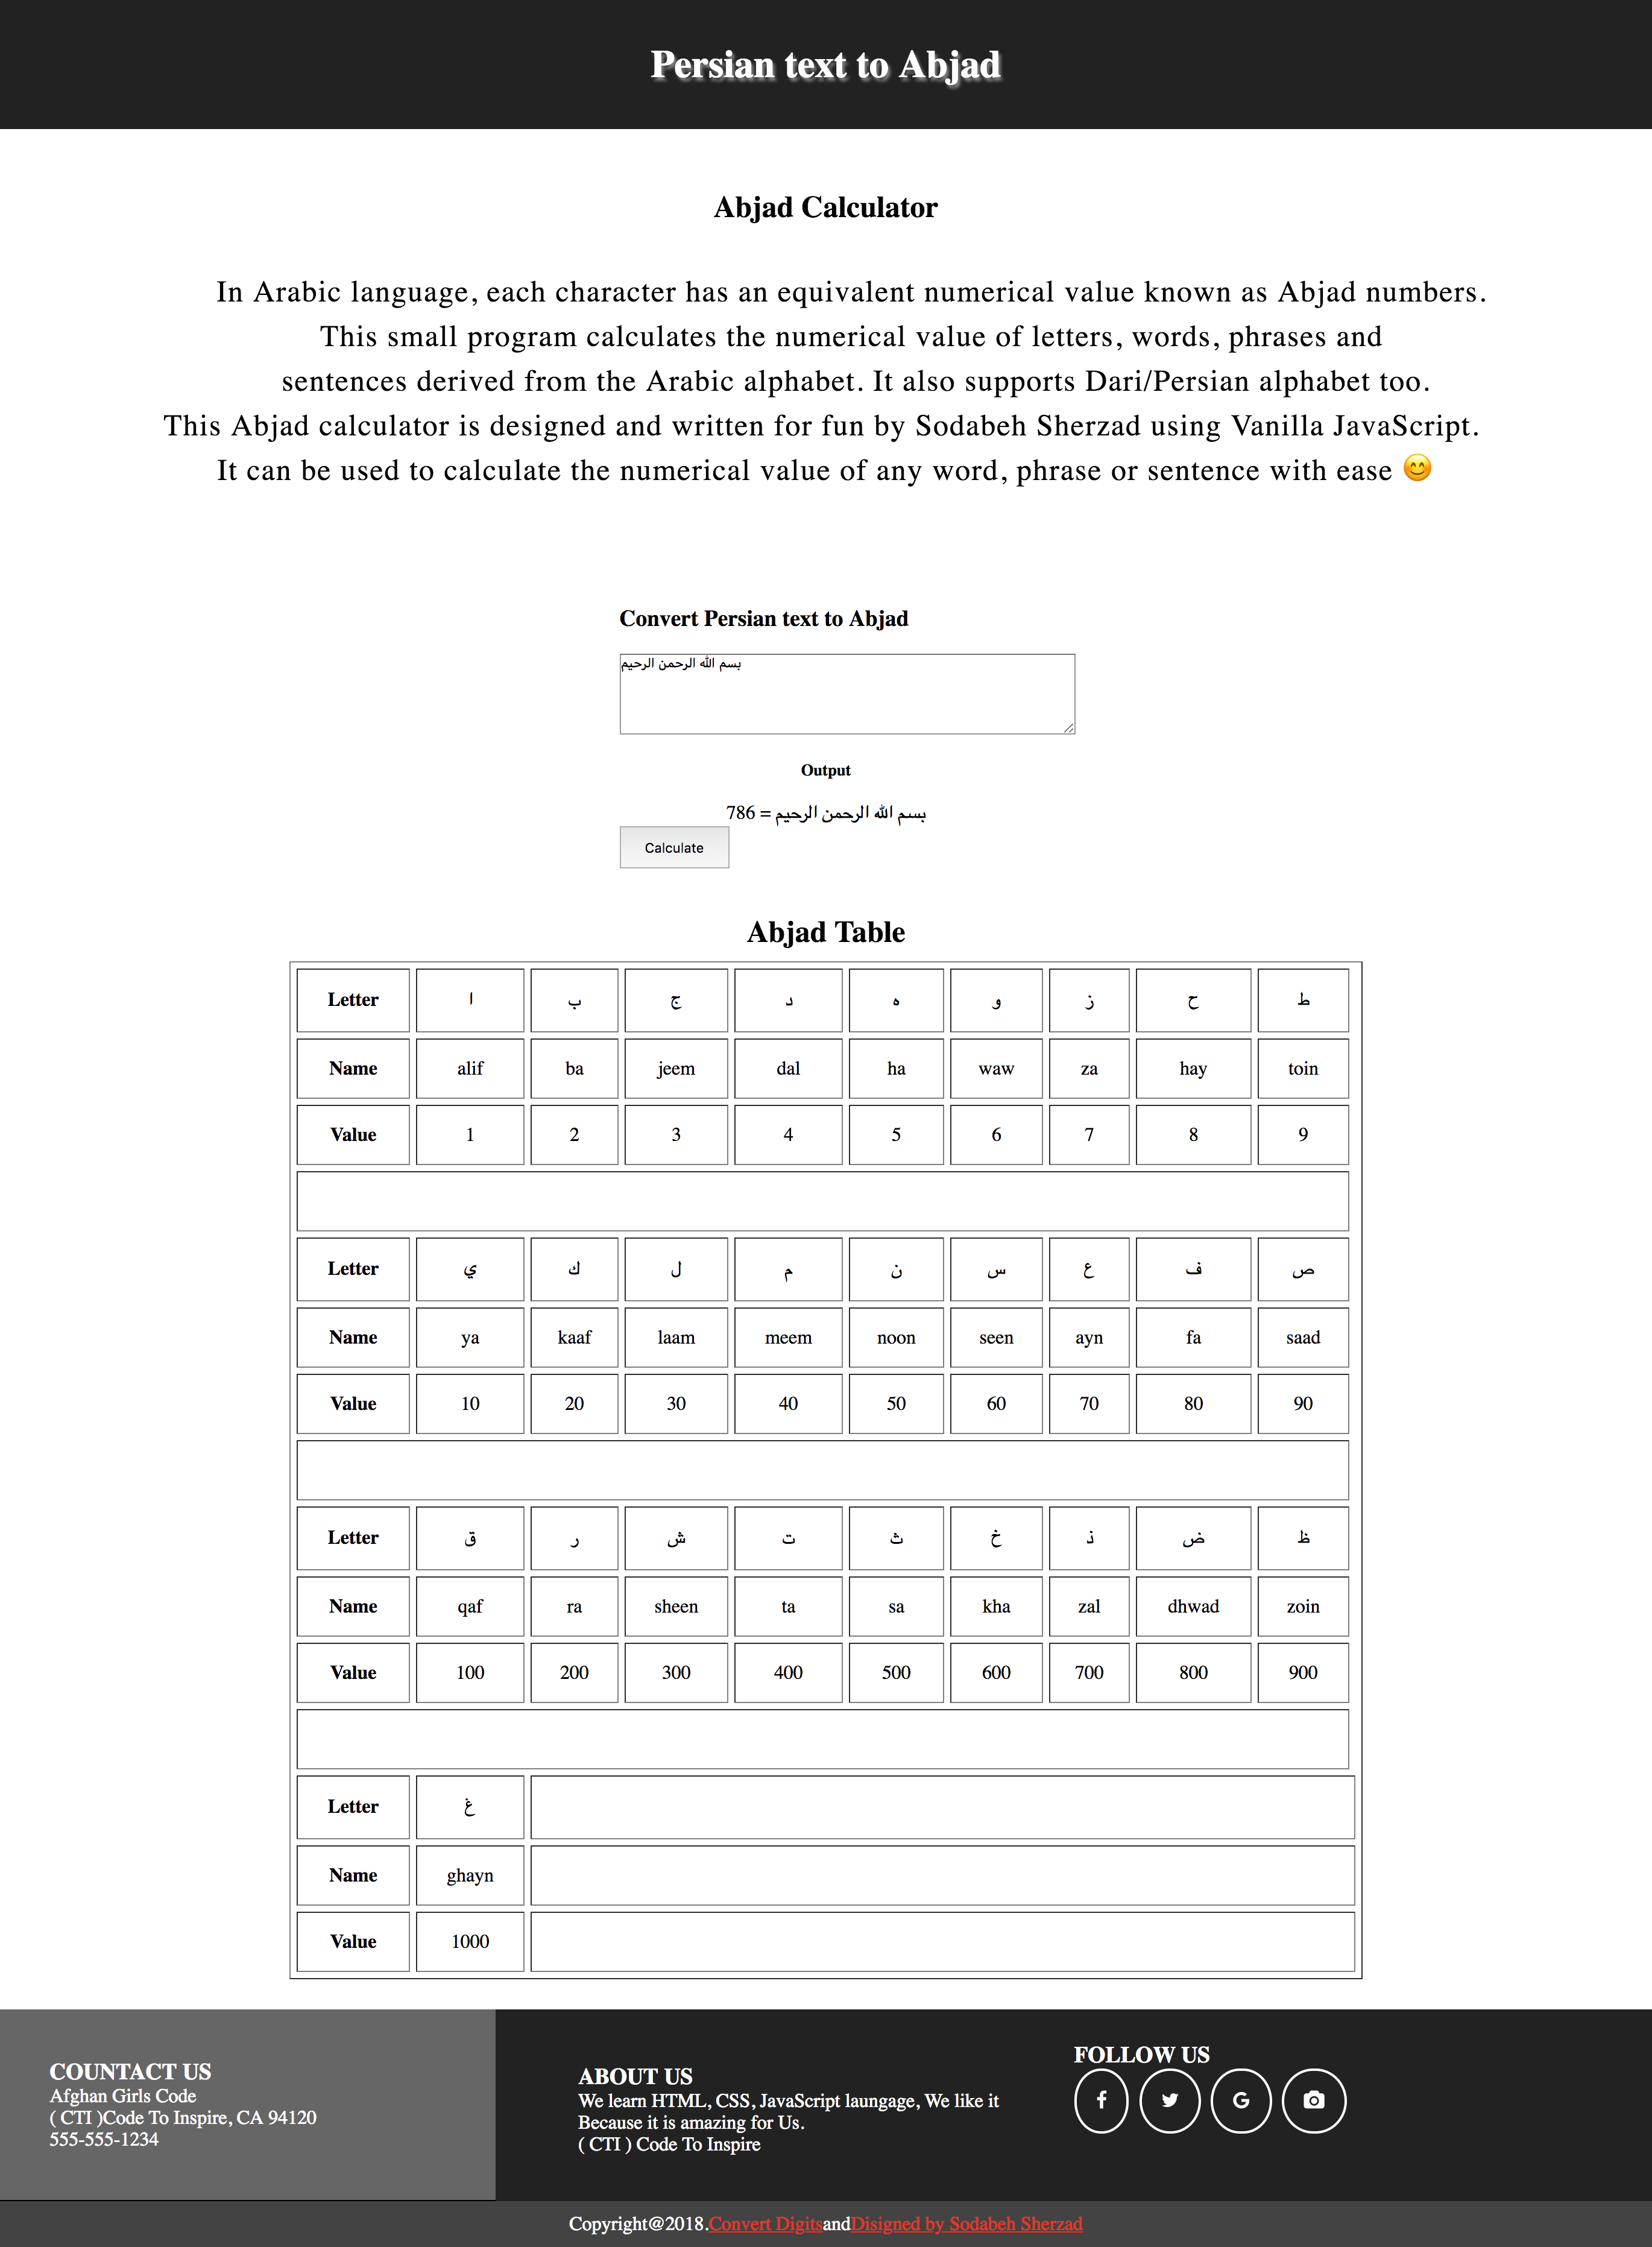 Persian text to Abjad
Abjad Calculator
In Arabic language, each character has an equivalent numerical value known as Abjad numbers.
This small program calculates the numerical value of letters, words, phrases and
sentences derived from the Arabic alphabet. It also supports Dari/Persian alphabet too.
This Abjad calculator is designed and written for fun by Sodabeh Sherzad using Vanilla JavaScript.
It can be used to calculate the numerical value of any word, phrase or sentence with ease 😊
Convert Persian text to Abjad
بسم الله الرحمن الرحيم
Output
بسم الله الرحمن الرحيم = 786
Calculate
Abjad Table
Letter ا ب ج د ه و ز ح ط
Name alif ba jeem dal ha waw za hay toin
Value 1 2 3 4 5 6 7 8 9
Letter ي ك ل م ن س ع ف ص
Name ya kaaf laam meem noon seen ayn fa saad
Value 10 20 30 40 50 60 70 80 90
Letter ق ر ش ت ث خ ذ ض ظ
Name qaf ra sheen ta sa kha zal dhwad zoin
Value 100 200 300 400 500 600 700 800 900
Letter غ
Name ghayn
Value 1000
COUNTACT US
Afghan Girls Code
( CTI )Code To Inspire, CA 94120
555-555-1234
ABOUT US
We learn HTML, CSS, JavaScript laungage, We like it
Because it is amazing for Us.
( CTI ) Code To Inspire
FOLLOW US
Copyright@2018.Convert DigitsandDisigned by Sodabeh Sherzad